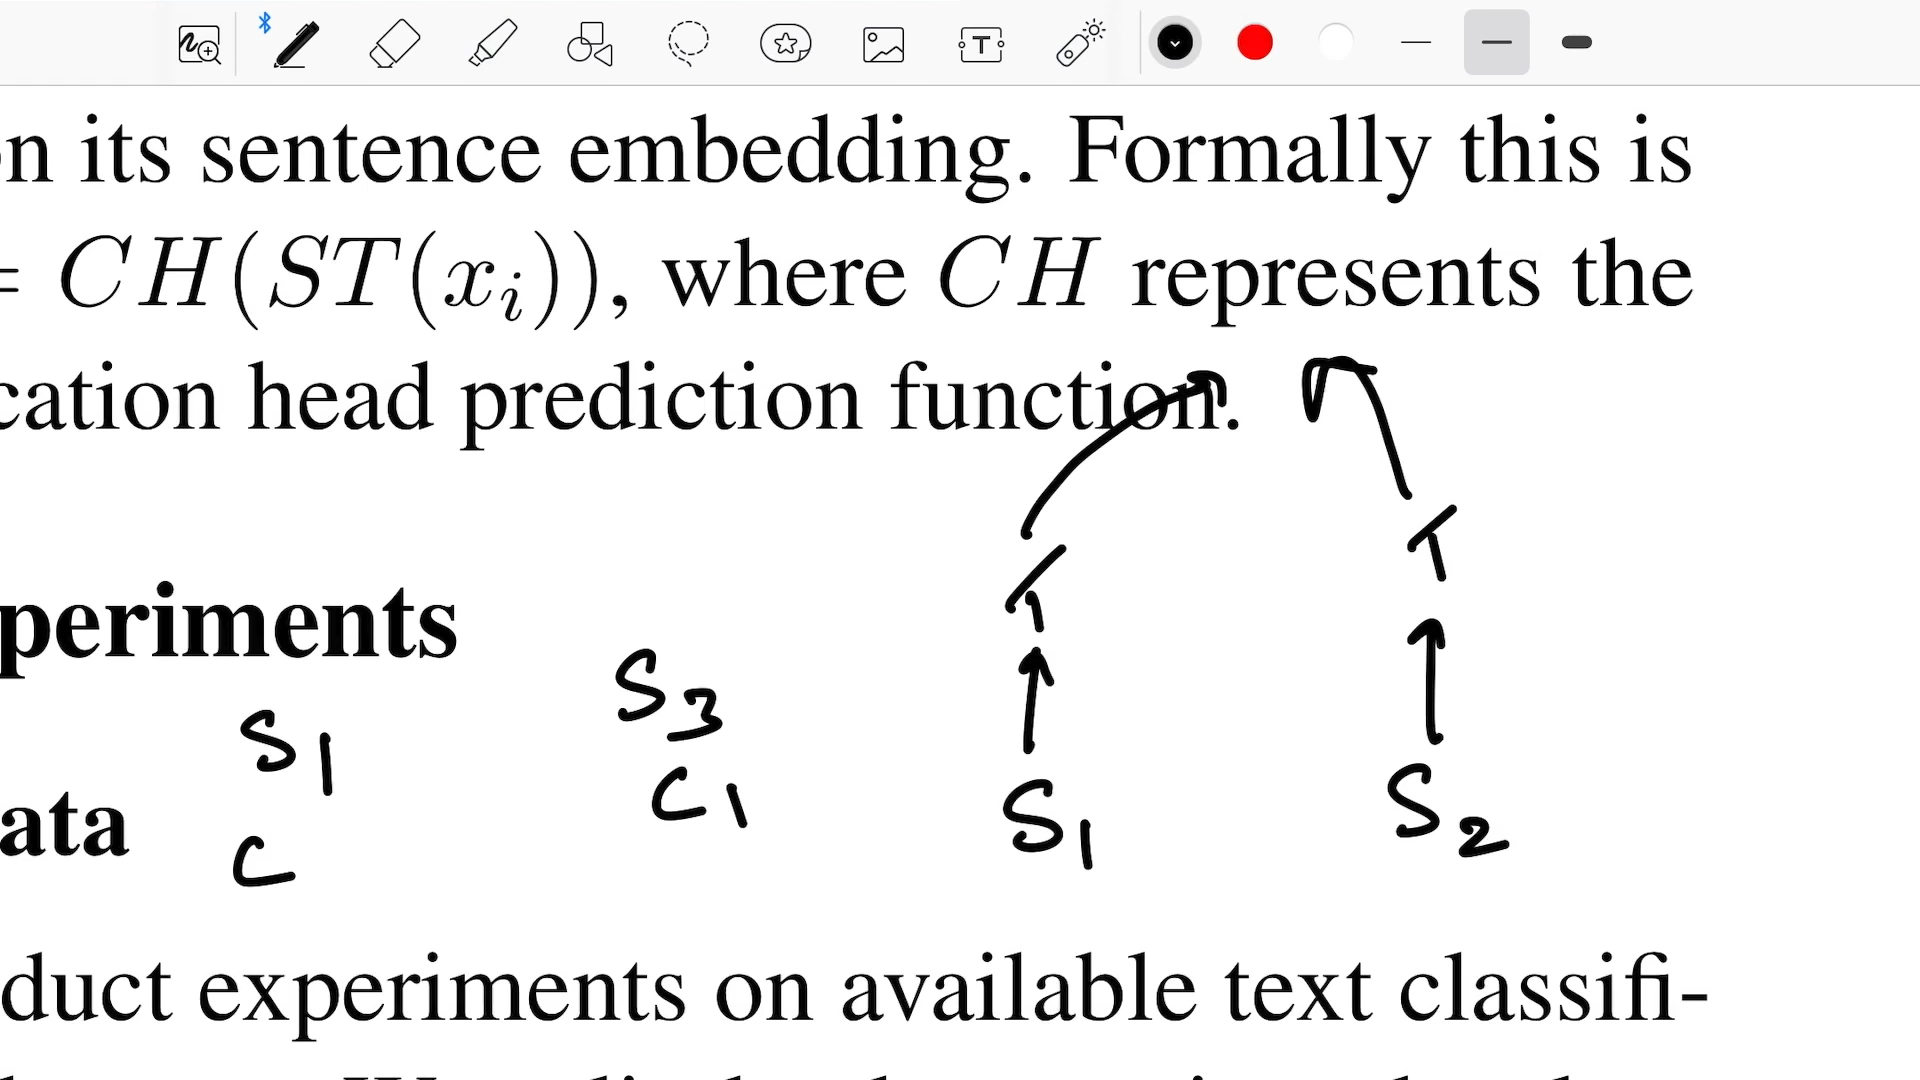 n its sentence embedding. Formally this is
= CH(ST(xᵢ)), where CH represents the
cation head prediction function.
T
T
periments
S3
S1
C1
S1
S2
ata
C
duct experiments on available text classifi-